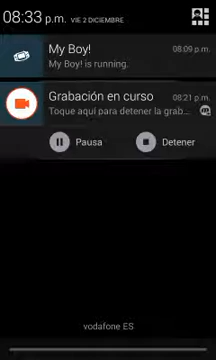 08:33 p.m. VIE 2 DICIEMBRE
My Boy! 08:09 p.m.
My Boy! is running.
Grabación en curso 08:21 p.m.
Toque aquí para detener la grab...
Pausa Detener
vodafone ES